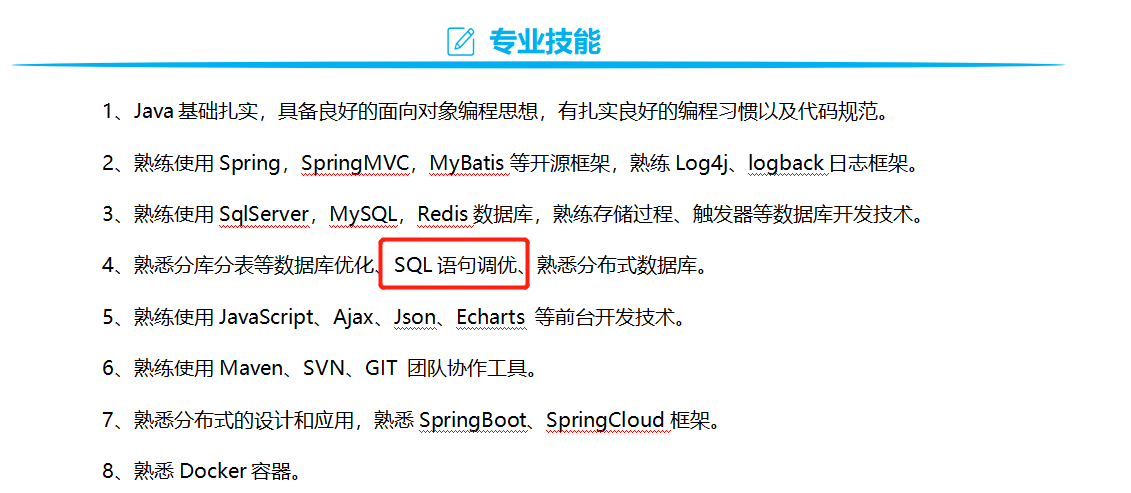 专业技能
1、Java 基础扎实，具备良好的面向对象编程思想，有扎实良好的编程习惯以及代码规范。
2、熟练使用 Spring，SpringMVC，MyBatis 等开源框架，熟练 Log4j、logback 日志框架。
3、熟练使用 SqlServer，MySQL，Redis 数据库，熟练存储过程、触发器等数据库开发技术。
4、熟悉分库分表等数据库优化、SQL 语句调优、熟悉分布式数据库。
5、熟练使用 JavaScript、Ajax、Json、Echarts 等前台开发技术。
6、熟练使用 Maven、SVN、GIT 团队协作工具。
7、熟悉分布式的设计和应用，熟悉 SpringBoot、SpringCloud 框架。
8、熟悉 Docker 容器。